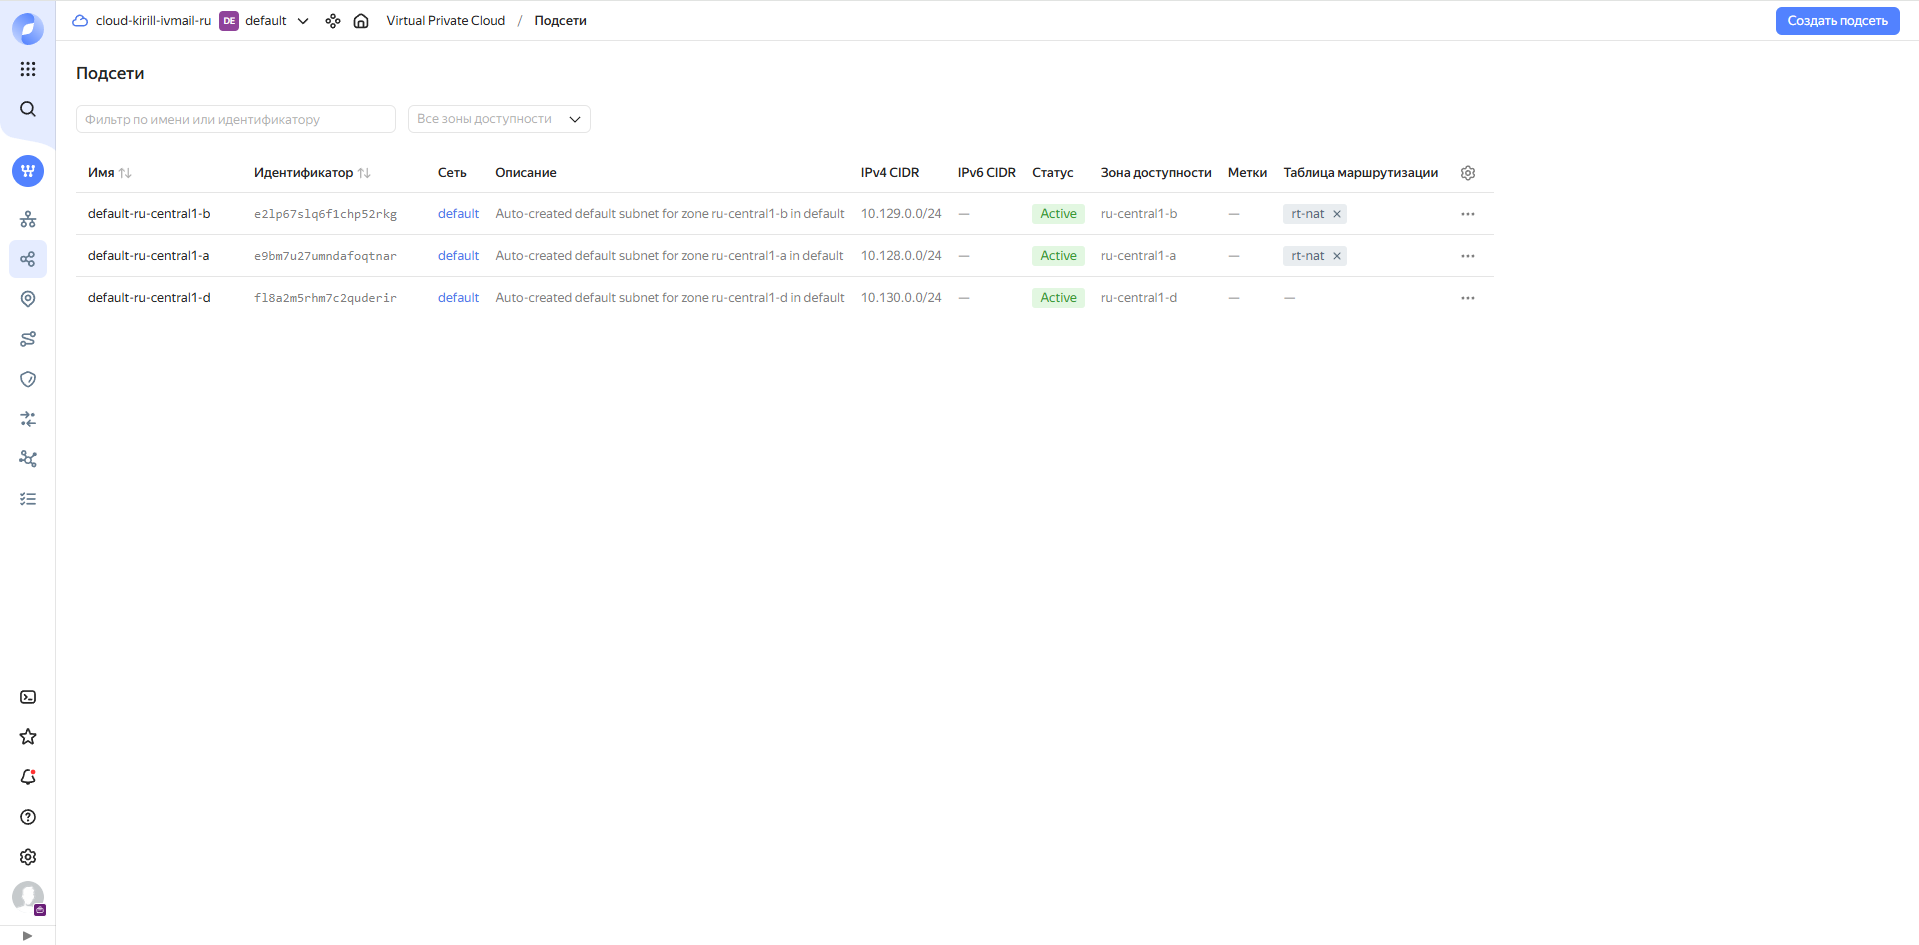 cloud-kirill-ivmail-ru DE default Virtual Private Cloud / Подсети Создать подсеть
Подсети
Фильтр по имени или идентификатору Все зоны доступности
Имя Идентификатор Сеть Описание IPv4 CIDR IPv6 CIDR Статус Зона доступности Метки Таблица маршрутизации
default-ru-central1-b e2lp67slq6f1chp52rkg default Auto-created default subnet for zone ru-central1-b in default 10.129.0.0/24 — Active ru-central1-b — rt-nat ×
default-ru-central1-a e9bm7u27umndafoqtnar default Auto-created default subnet for zone ru-central1-a in default 10.128.0.0/24 — Active ru-central1-a — rt-nat ×
default-ru-central1-d fl8a2m5rhm7c2quderir default Auto-created default subnet for zone ru-central1-d in default 10.130.0.0/24 — Active ru-central1-d — —